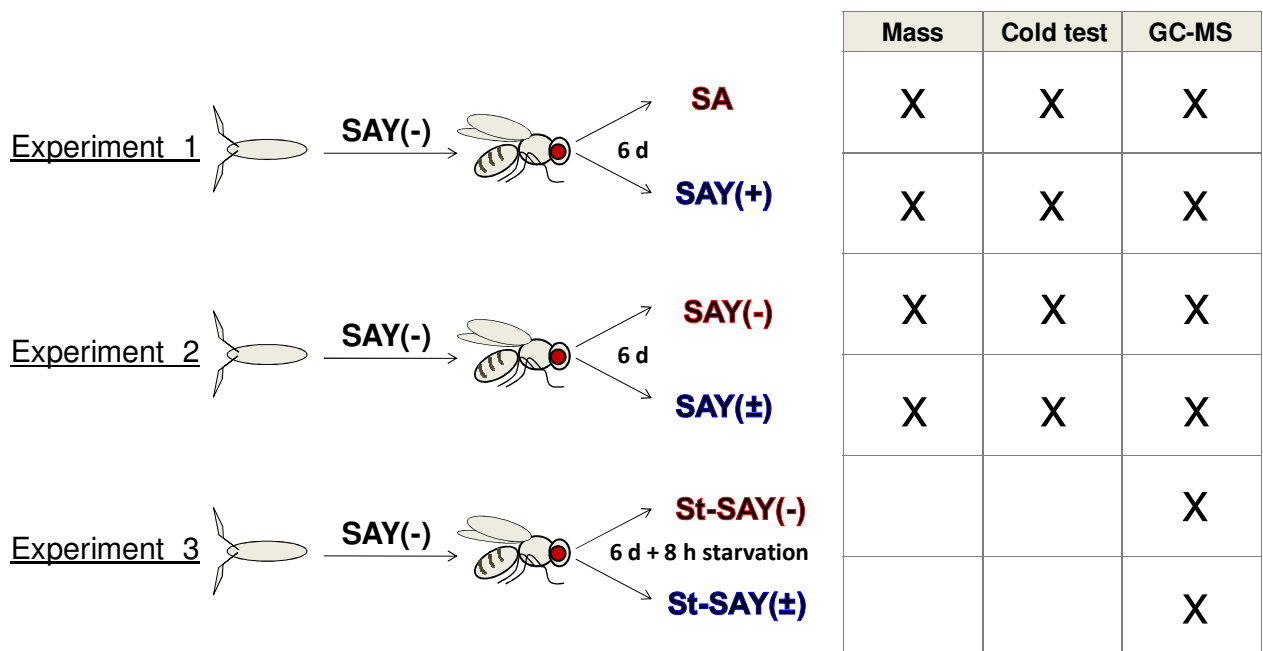 Mass Cold test GC-MS
Experiment 1 SAY(-) SA X X X
6 d
SAY(+) X X X
Experiment 2 SAY(-) SAY(-) X X X
6 d
SAY(±) X X X
Experiment 3 SAY(-) St-SAY(-) X
6 d + 8 h starvation
St-SAY(±) X